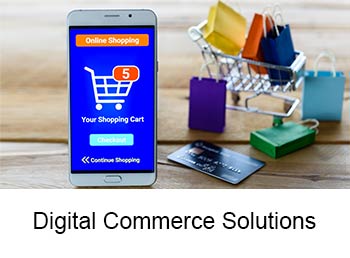 Online Shopping
5
Your Shopping Cart
Checkout
Continue Shopping
Digital Commerce Solutions